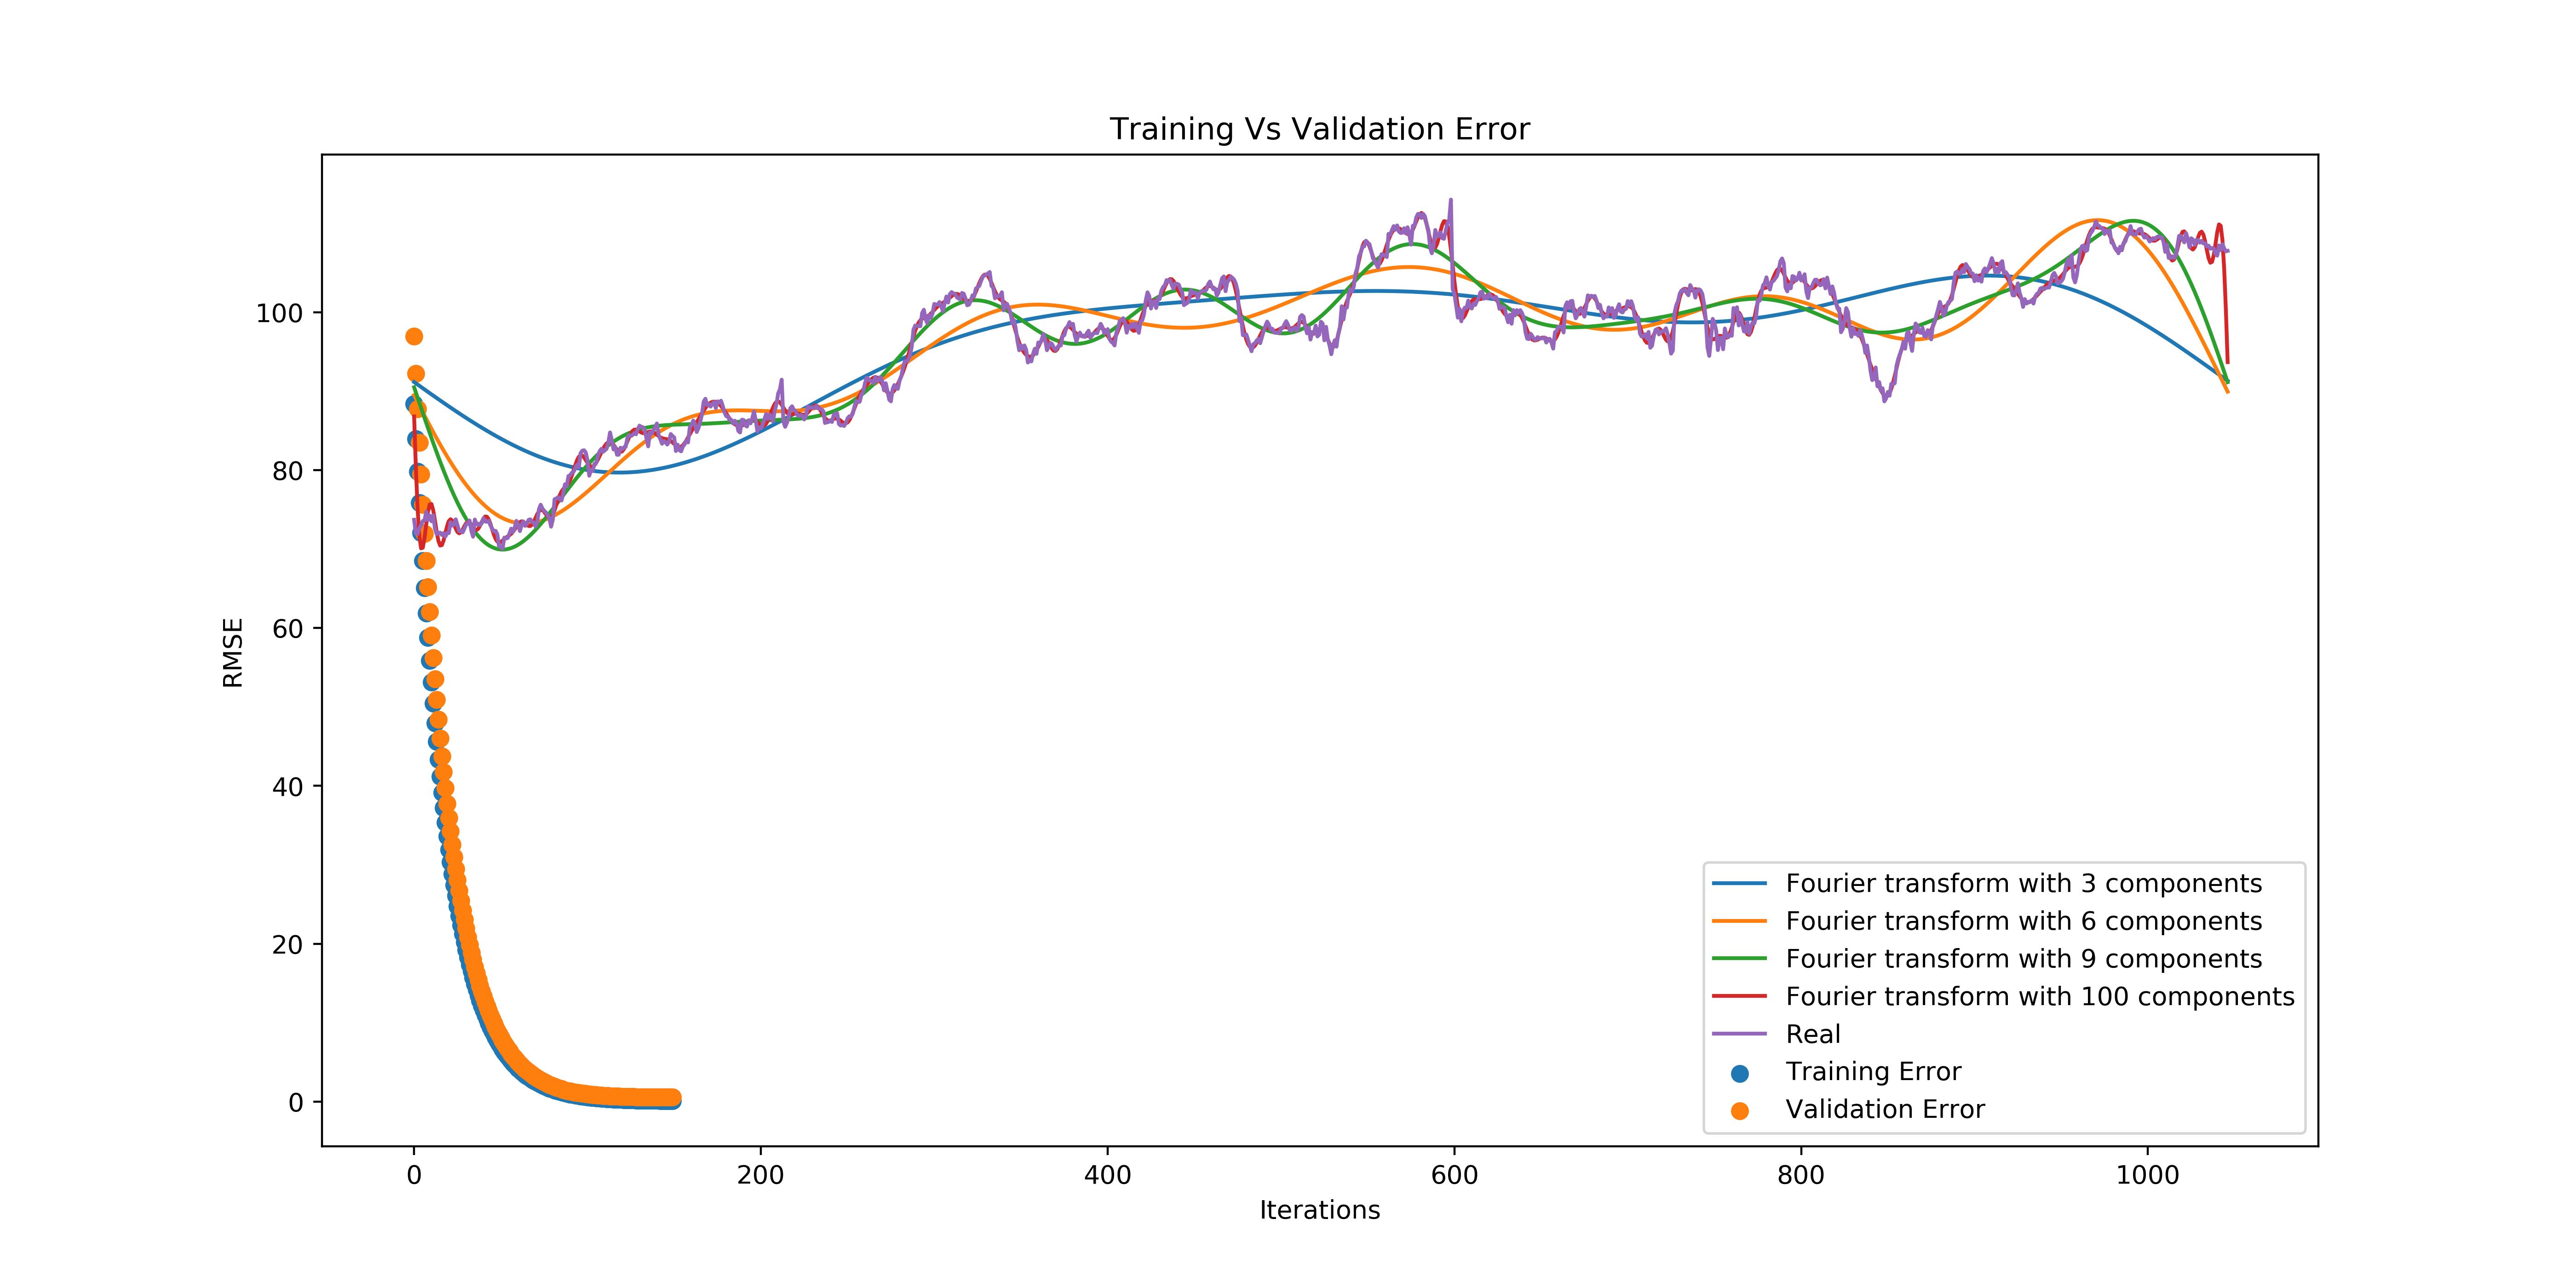 Training Vs Validation Error
RMSE
100
80
60
40
20
0
0 200 400 600 800 1000
Iterations
Fourier transform with 3 components
Fourier transform with 6 components
Fourier transform with 9 components
Fourier transform with 100 components
Real
Training Error
Validation Error